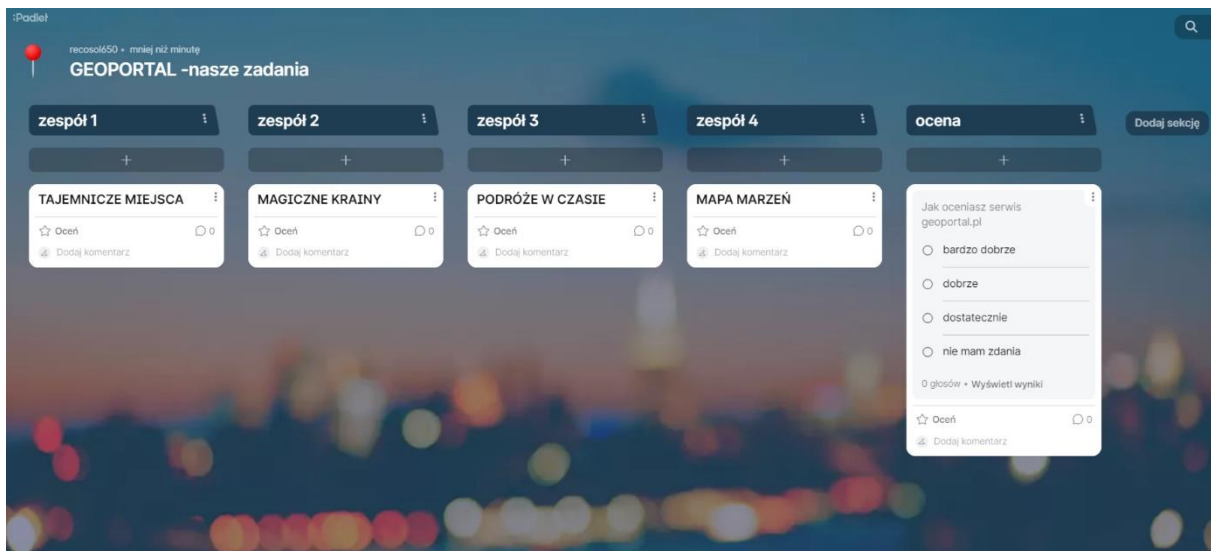 :Padlet
recosol650 • mniej niż minutę
GEOPORTAL -nasze zadania
zespół 1
zespół 2
zespół 3
zespół 4
ocena
Dodaj sekcję
TAJEMNICZE MIEJSCA
Oceń
0
Dodaj komentarz
MAGICZNE KRAINY
Oceń
0
Dodaj komentarz
PODRÓŻE W CZASIE
Oceń
0
Dodaj komentarz
MAPA MARZEŃ
Oceń
0
Dodaj komentarz
Jak oceniasz serwis
geoportal.pl
bardzo dobrze
dobrze
dostatecznie
nie mam zdania
0 głosów • Wyświetl wyniki
Oceń
0
Dodaj komentarz